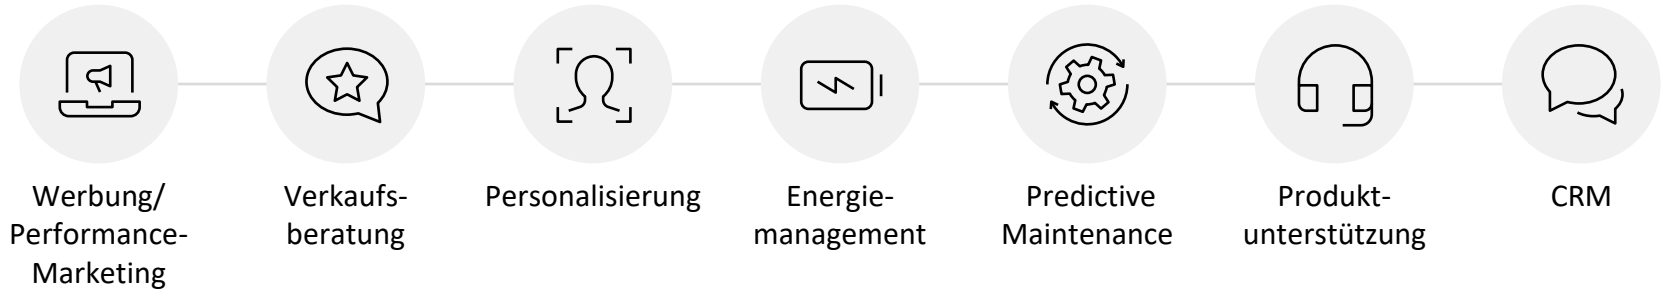 Werbung/
Performance-
Marketing
Verkaufs-
beratung
Personalisierung
Energie-
management
Predictive
Maintenance
Produkt-
unterstützung
CRM